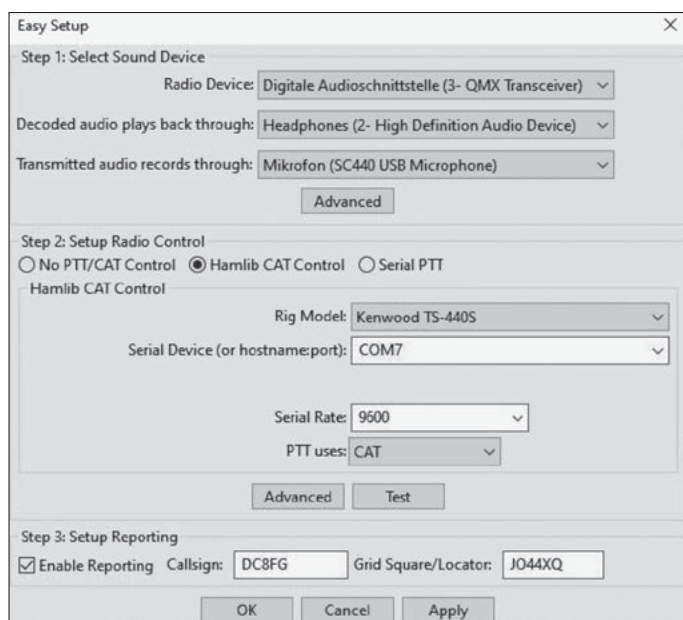 Easy Setup
Step 1: Select Sound Device
Radio Device: Digitale Audioschnittstelle (3- QMX Transceiver)
Decoded audio plays back through: Headphones (2- High Definition Audio Device)
Transmitted audio records through: Mikrofon (SC440 USB Microphone)
Advanced
Step 2: Setup Radio Control
No PTT/CAT Control Hamlib CAT Control Serial PTT
Hamlib CAT Control
Rig Model: Kenwood TS-440S
Serial Device (or hostname:port): COM7
Serial Rate: 9600
PTT uses: CAT
Advanced Test
Step 3: Setup Reporting
Enable Reporting Callsign: DC8FG Grid Square/Locator: JO44XQ
OK Cancel Apply